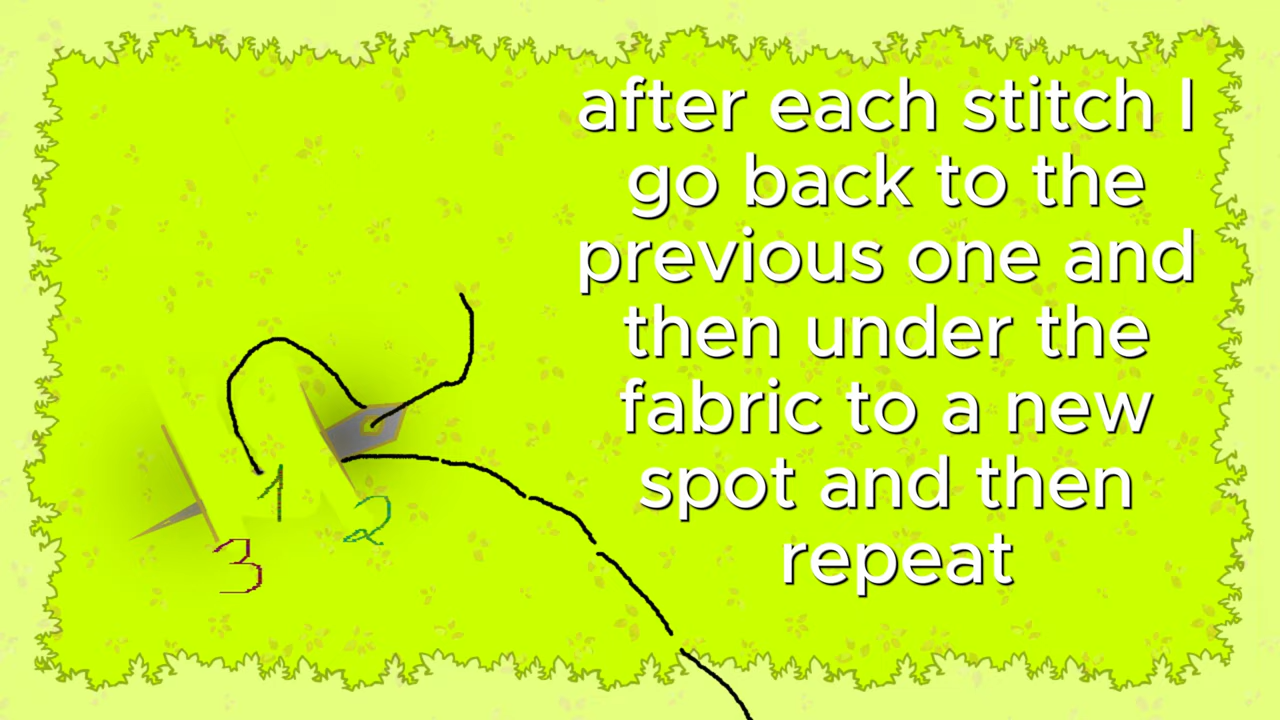 after each stitch I
go back to the
previous one and
then under the
fabric to a new
spot and then
repeat
1
2
3